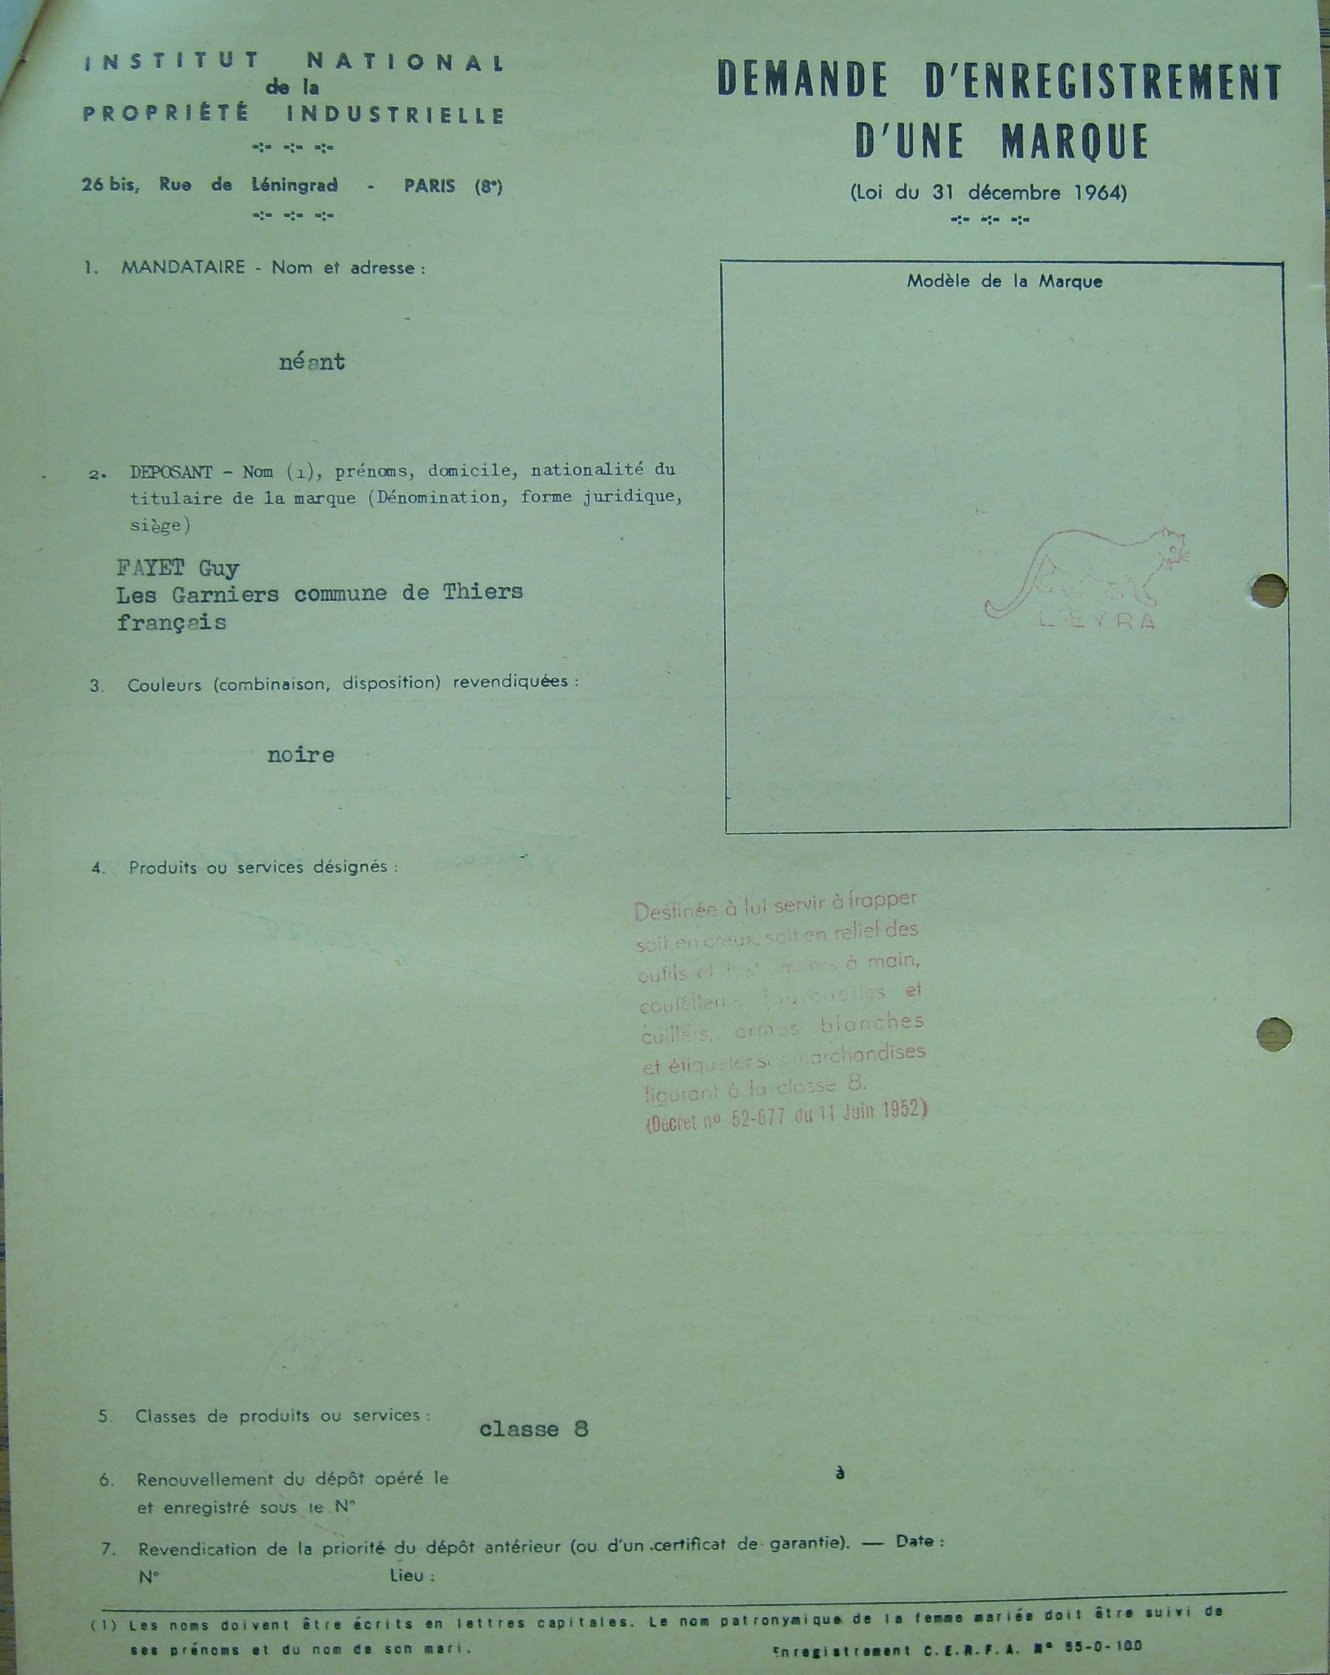 INSTITUT NATIONAL
de la
PROPRIÉTÉ INDUSTRIELLE
26 bis, Rue de Léningrad - PARIS (8e)
DEMANDE D'ENREGISTREMENT
D'UNE MARQUE
(Loi du 31 décembre 1964)
1. MANDATAIRE - Nom et adresse :
néant
2. DEPOSANT - Nom (1), prénoms, domicile, nationalité du
titulaire de la marque (Dénomination, forme juridique,
siège)
FAYET Guy
Les Garniers commune de Thiers
français
3. Couleurs (combinaison, disposition) revendiquées :
noire
Modèle de la Marque
L'EYRA
4. Produits ou services désignés :
Destinée à lui servir à frapper
soit en creux, soit en relief des
outils et à main,
et
cuillers, armes blanches
et étiqueter ses marchandises
figurant à la classe 8.
(Décret nº 52-677 du 11 Juin 1952)
5. Classes de produits ou services :
classe 8
6. Renouvellement du dépôt opéré le à
et enregistré sous le N°
7. Revendication de la priorité du dépôt antérieur (ou d'un certificat de garantie). — Date :
N° Lieu :
(1) Les noms doivent être écrits en lettres capitales. Le nom patronymique de la femme mariée doit être suivi de
ses prénoms et du nom de son mari.
Enregistrement C.E.R.F.A. N° 55-0-100